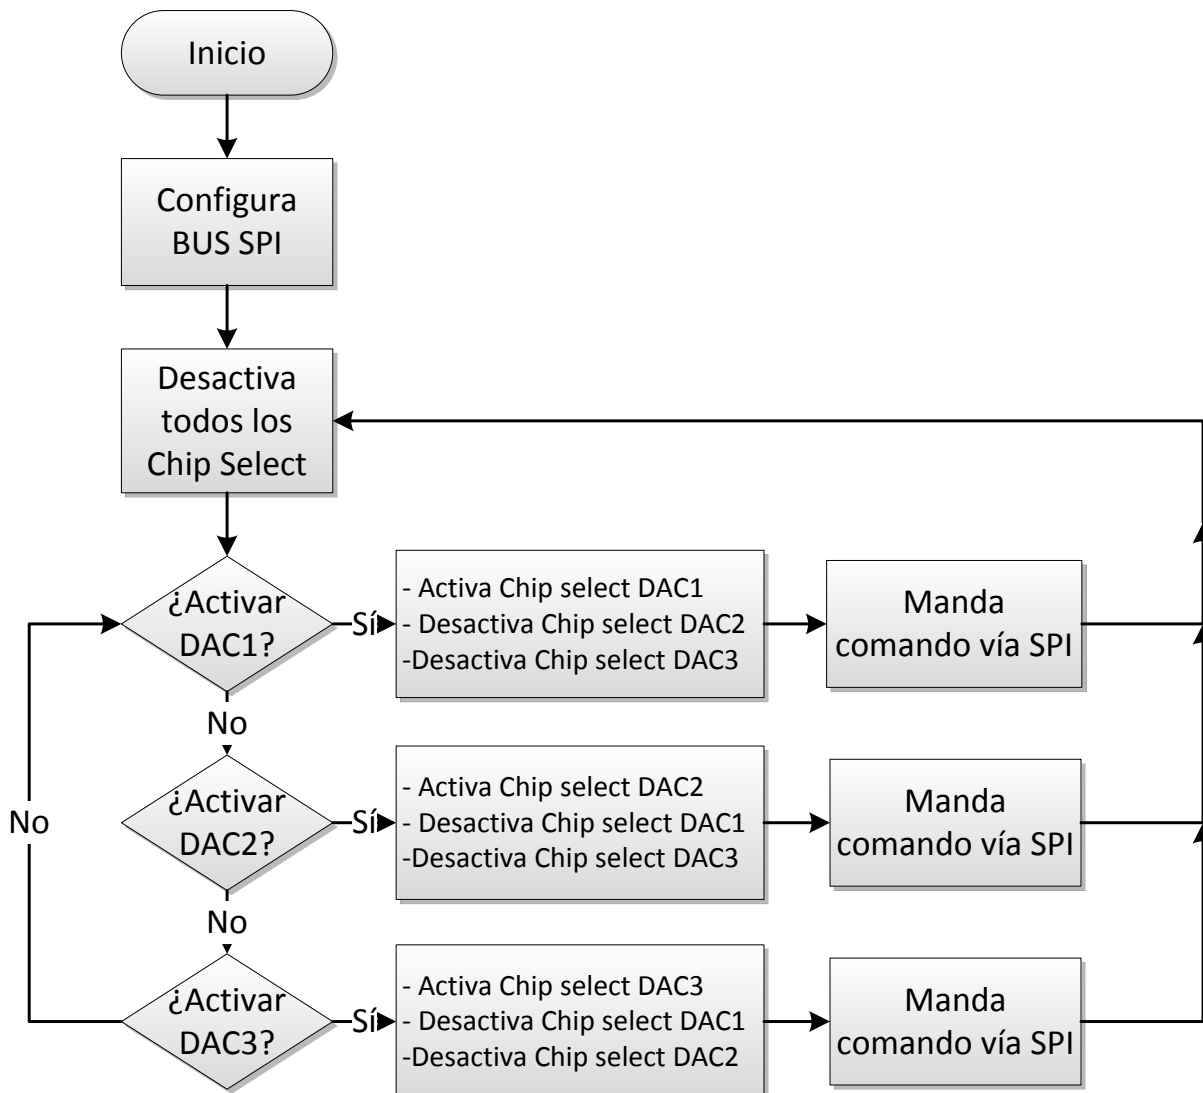 Inicio
Configura
BUS SPI
Desactiva
todos los
Chip Select
¿Activar
DAC1?
Sí
- Activa Chip select DAC1
- Desactiva Chip select DAC2
-Desactiva Chip select DAC3
Manda
comando vía SPI
No
¿Activar
DAC2?
Sí
- Activa Chip select DAC2
- Desactiva Chip select DAC1
-Desactiva Chip select DAC3
Manda
comando vía SPI
No
No
¿Activar
DAC3?
Sí
- Activa Chip select DAC3
- Desactiva Chip select DAC1
-Desactiva Chip select DAC2
Manda
comando vía SPI